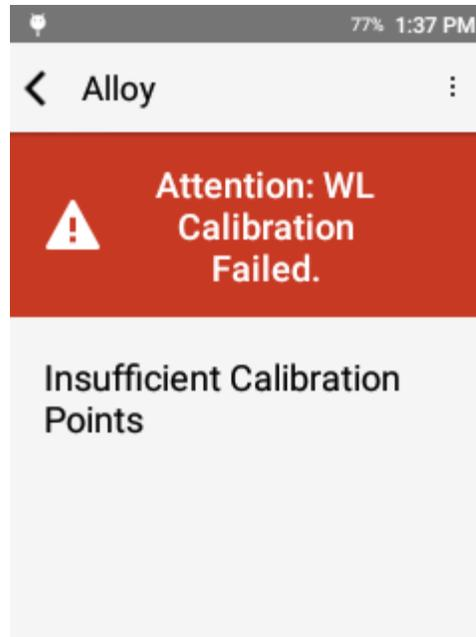 77% 1:37 PM
Alloy
Attention: WL
Calibration
Failed.
Insufficient Calibration
Points